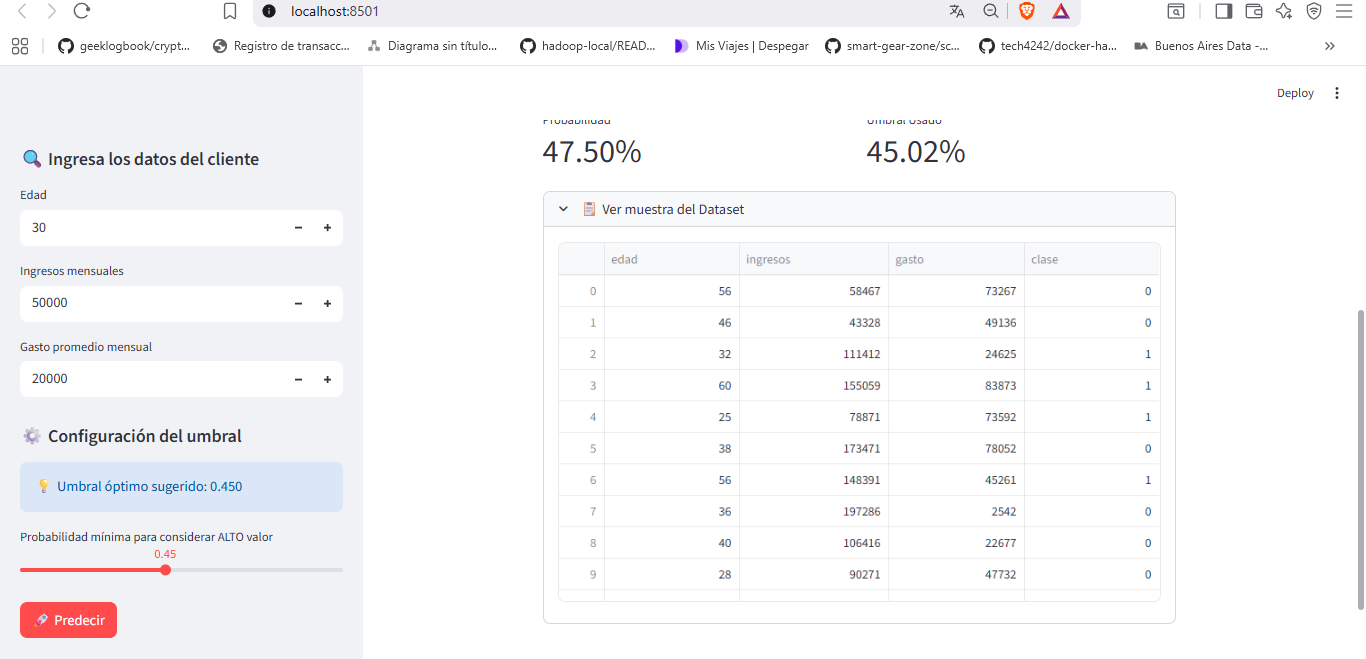 localhost:8501
geeklogbook/crypt...
Registro de transacc...
Diagrama sin título...
hadoop-local/READ...
Mis Viajes | Despegar
smart-gear-zone/sc...
tech4242/docker-ha...
BA Buenos Aires Data -...
»
Deploy
🔍 Ingresa los datos del cliente
Edad
30 − +
Ingresos mensuales
50000 − +
Gasto promedio mensual
20000 − +
⚙️ Configuración del umbral
💡 Umbral óptimo sugerido: 0.450
Probabilidad mínima para considerar ALTO valor
0.45
🚀 Predecir
Probabilidad Umbral Usado
47.50% 45.02%
📋 Ver muestra del Dataset
edad ingresos gasto clase
0 56 58467 73267 0
1 46 43328 49136 0
2 32 111412 24625 1
3 60 155059 83873 1
4 25 78871 73592 1
5 38 173471 78052 0
6 56 148391 45261 1
7 36 197286 2542 0
8 40 106416 22677 0
9 28 90271 47732 0